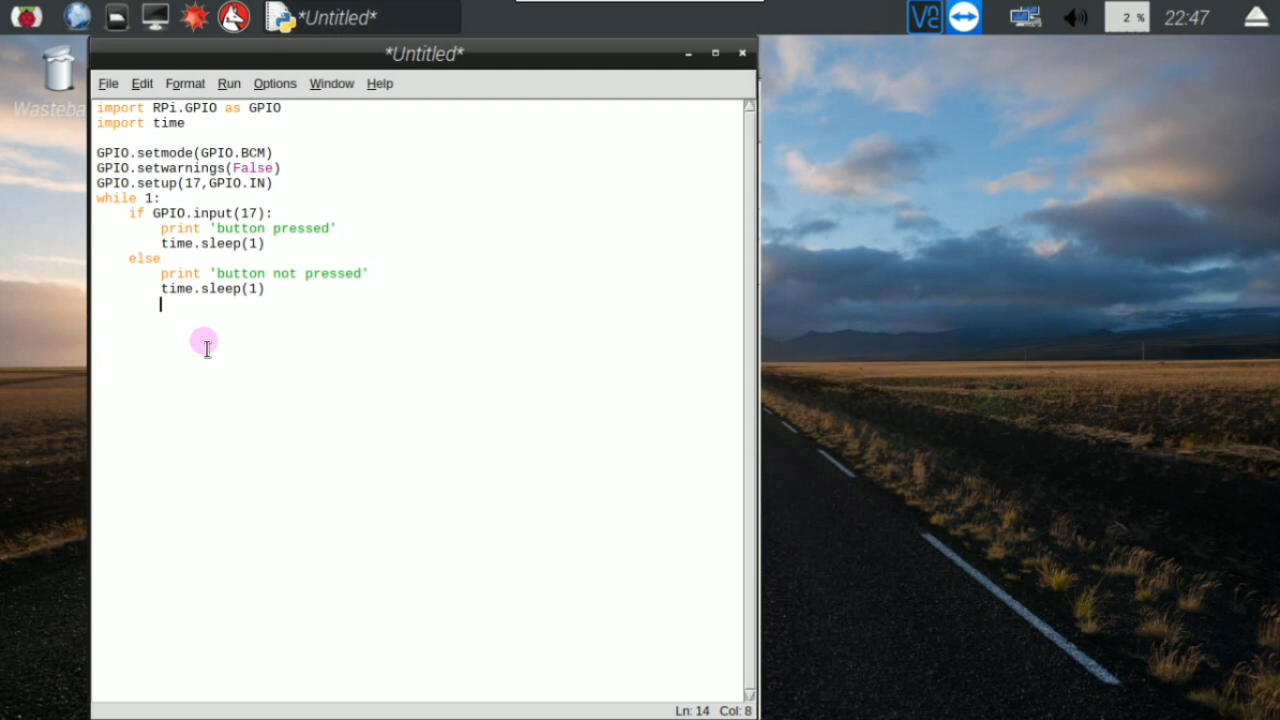 *Untitled*
2 %
22:47
Wasteba
*Untitled*
File Edit Format Run Options Window Help
import RPi.GPIO as GPIO
import time
GPIO.setmode(GPIO.BCM)
GPIO.setwarnings(False)
GPIO.setup(17,GPIO.IN)
while 1:
    if GPIO.input(17):
        print 'button pressed'
        time.sleep(1)
    else
        print 'button not pressed'
        time.sleep(1)
Ln: 14 Col: 8